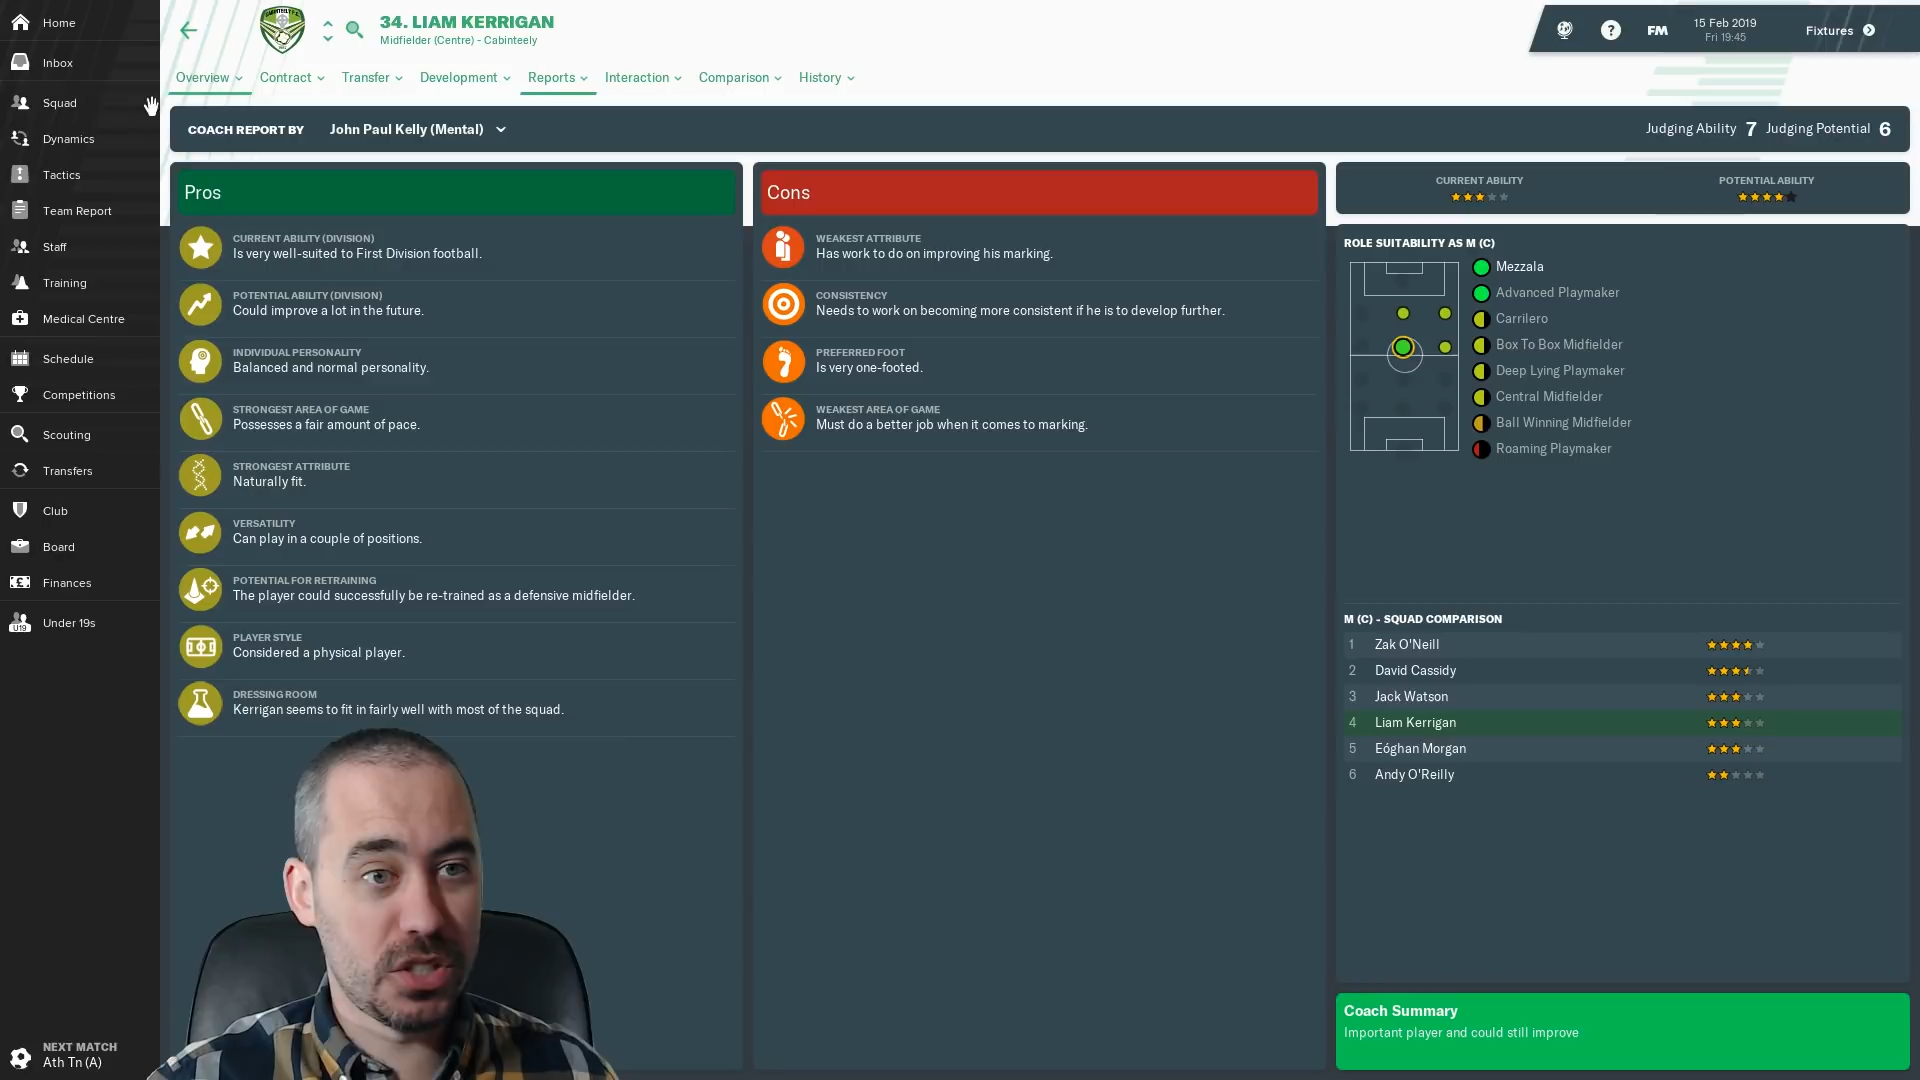 Home
Inbox
Squad
Dynamics
Tactics
Team Report
Staff
Training
Medical Centre
Schedule
Competitions
Scouting
Transfers
Club
Board
Finances
U19
Under 19s
NEXT MATCH
Ath Tn (A)
34. LIAM KERRIGAN
Midfielder (Centre) - Cabinteely
FM
15 Feb 2019
Fri 19:45
Fixtures
Overview
Contract
Transfer
Development
Reports
Interaction
Comparison
History
COACH REPORT BY
John Paul Kelly (Mental)
Judging Ability 7 Judging Potential 6
Pros
CURRENT ABILITY (DIVISION)
Is very well-suited to First Division football.
POTENTIAL ABILITY (DIVISION)
Could improve a lot in the future.
INDIVIDUAL PERSONALITY
Balanced and normal personality.
STRONGEST AREA OF GAME
Possesses a fair amount of pace.
STRONGEST ATTRIBUTE
Naturally fit.
VERSATILITY
Can play in a couple of positions.
POTENTIAL FOR RETRAINING
The player could successfully be re-trained as a defensive midfielder.
PLAYER STYLE
Considered a physical player.
DRESSING ROOM
Kerrigan seems to fit in fairly well with most of the squad.
Cons
WEAKEST ATTRIBUTE
Has work to do on improving his marking.
CONSISTENCY
Needs to work on becoming more consistent if he is to develop further.
PREFERRED FOOT
Is very one-footed.
WEAKEST AREA OF GAME
Must do a better job when it comes to marking.
CURRENT ABILITY
POTENTIAL ABILITY
ROLE SUITABILITY AS M (C)
Mezzala
Advanced Playmaker
Carrilero
Box To Box Midfielder
Deep Lying Playmaker
Central Midfielder
Ball Winning Midfielder
Roaming Playmaker
M (C) - SQUAD COMPARISON
1 Zak O'Neill
2 David Cassidy
3 Jack Watson
4 Liam Kerrigan
5 Eóghan Morgan
6 Andy O'Reilly
Coach Summary
Important player and could still improve